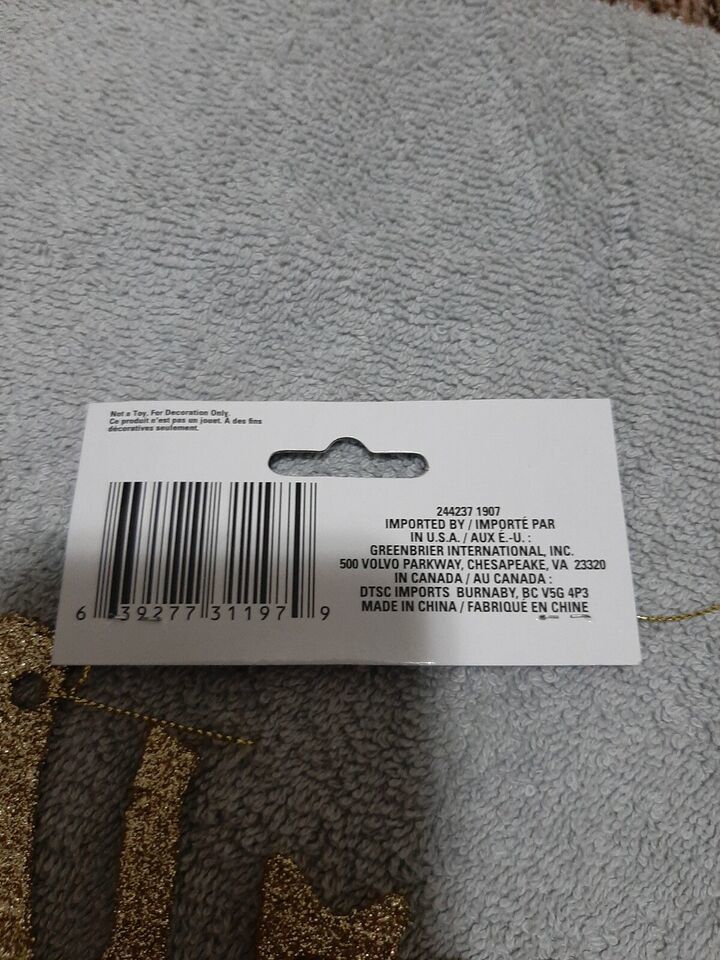 Not a Toy, For Decoration Only.
Ce produit n'est pas un jouet. À des fins
décoratives seulement.
6 39277 31197 9
244237 1907
IMPORTED BY / IMPORTÉ PAR
IN U.S.A. / AUX É.-U. :
GREENBRIER INTERNATIONAL, INC.
500 VOLVO PARKWAY, CHESAPEAKE, VA 23320
IN CANADA / AU CANADA :
DTSC IMPORTS BURNABY, BC V5G 4P3
MADE IN CHINA / FABRIQUÉ EN CHINE